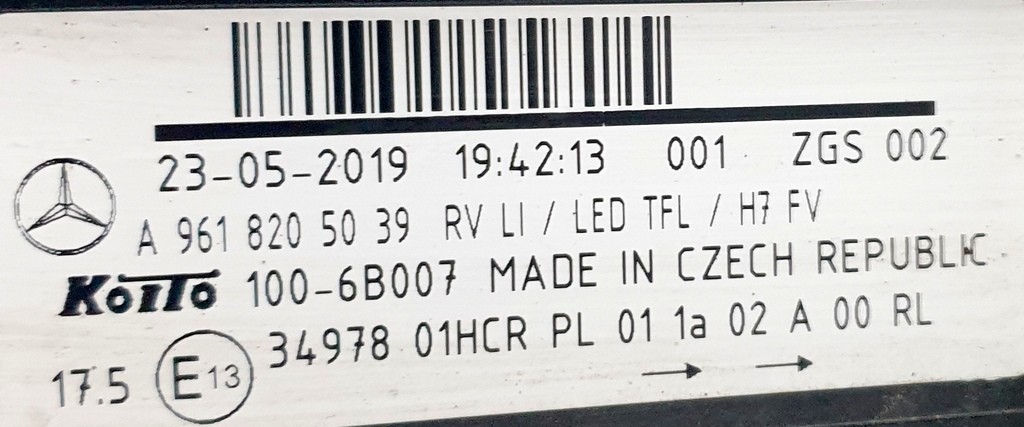 23-05-2019 19:42:13 001 ZGS 002
A 961 820 50 39 RV LI / LED TFL / H7 FV
KOITO 100-6B007 MADE IN CZECH REPUBLIC
17.5 E13 34978 01HCR PL 01 1a 02 A 00 RL